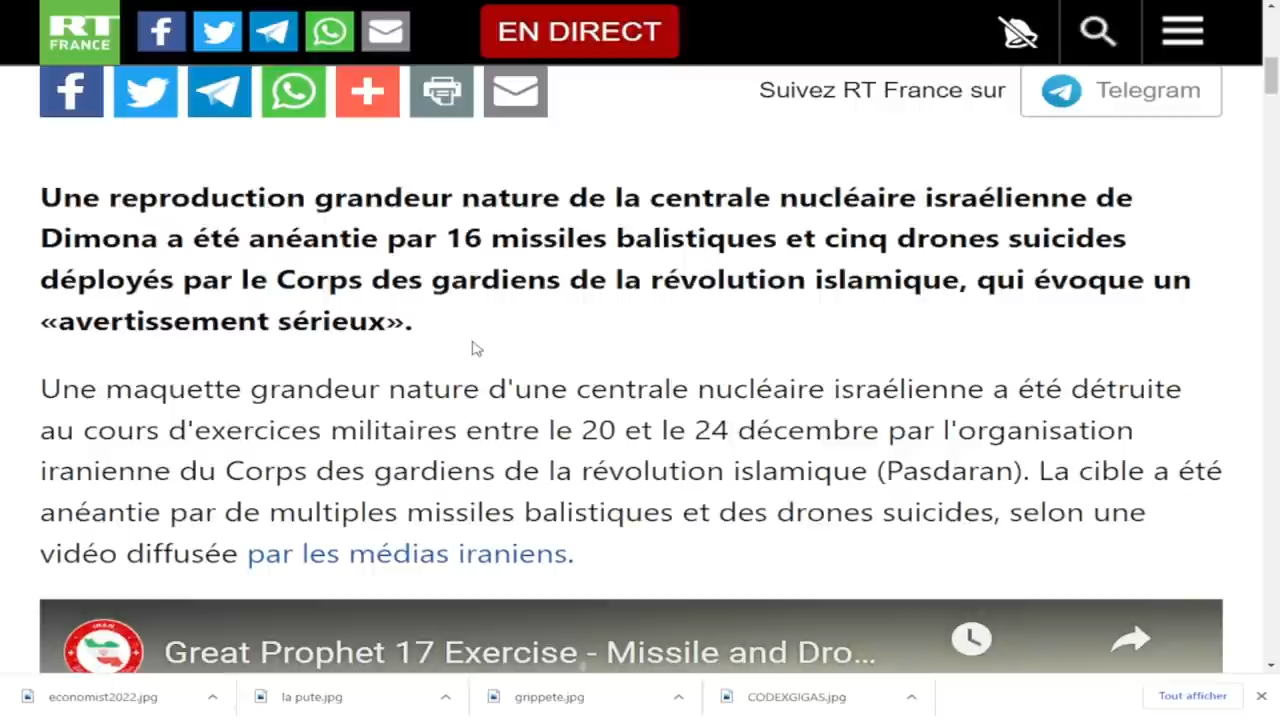 RT
FRANCE
EN DIRECT
Suivez RT France sur
Telegram
Une reproduction grandeur nature de la centrale nucléaire israélienne de
Dimona a été anéantie par 16 missiles balistiques et cinq drones suicides
déployés par le Corps des gardiens de la révolution islamique, qui évoque un
«avertissement sérieux».
Une maquette grandeur nature d'une centrale nucléaire israélienne a été détruite
au cours d'exercices militaires entre le 20 et le 24 décembre par l'organisation
iranienne du Corps des gardiens de la révolution islamique (Pasdaran). La cible a été
anéantie par de multiples missiles balistiques et des drones suicides, selon une
vidéo diffusée par les médias iraniens.
IRAN
Great Prophet 17 Exercise - Missile and Dro...
economist2022.jpg
la pute.jpg
grippete.jpg
CODEXGIGAS.jpg
Tout afficher